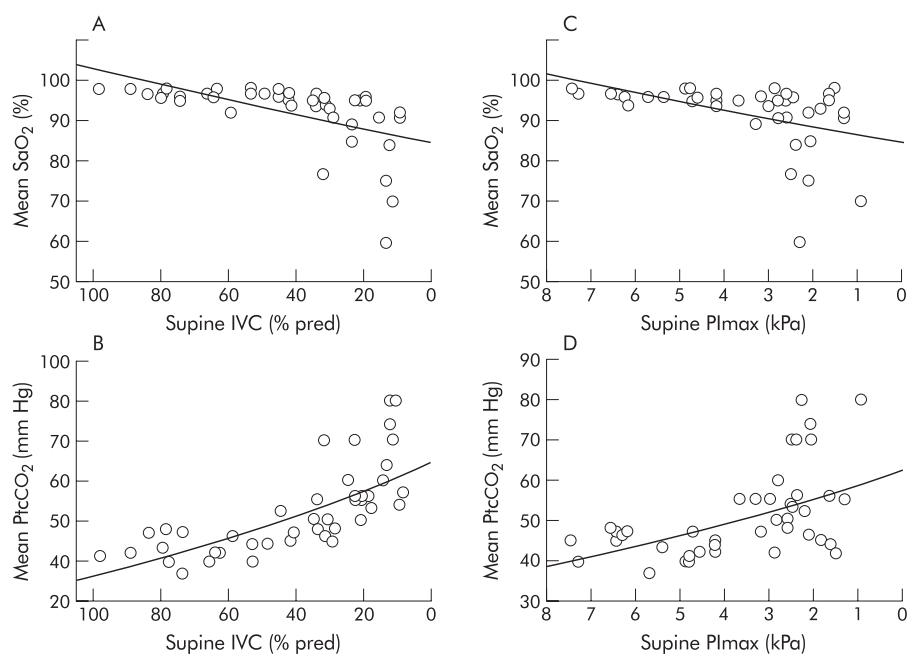 A
Mean SaO2 (%)
100
90
80
70
60
50
100 80 60 40 20 0
Supine IVC (% pred)
C
Mean SaO2 (%)
100
90
80
70
60
50
8 7 6 5 4 3 2 1 0
Supine PImax (kPa)
B
Mean PtcCO2 (mm Hg)
100
80
70
60
50
40
20
100 80 60 40 20 0
Supine IVC (% pred)
D
Mean PtcCO2 (mm Hg)
90
80
70
60
50
40
30
8 7 6 5 4 3 2 1 0
Supine PImax (kPa)